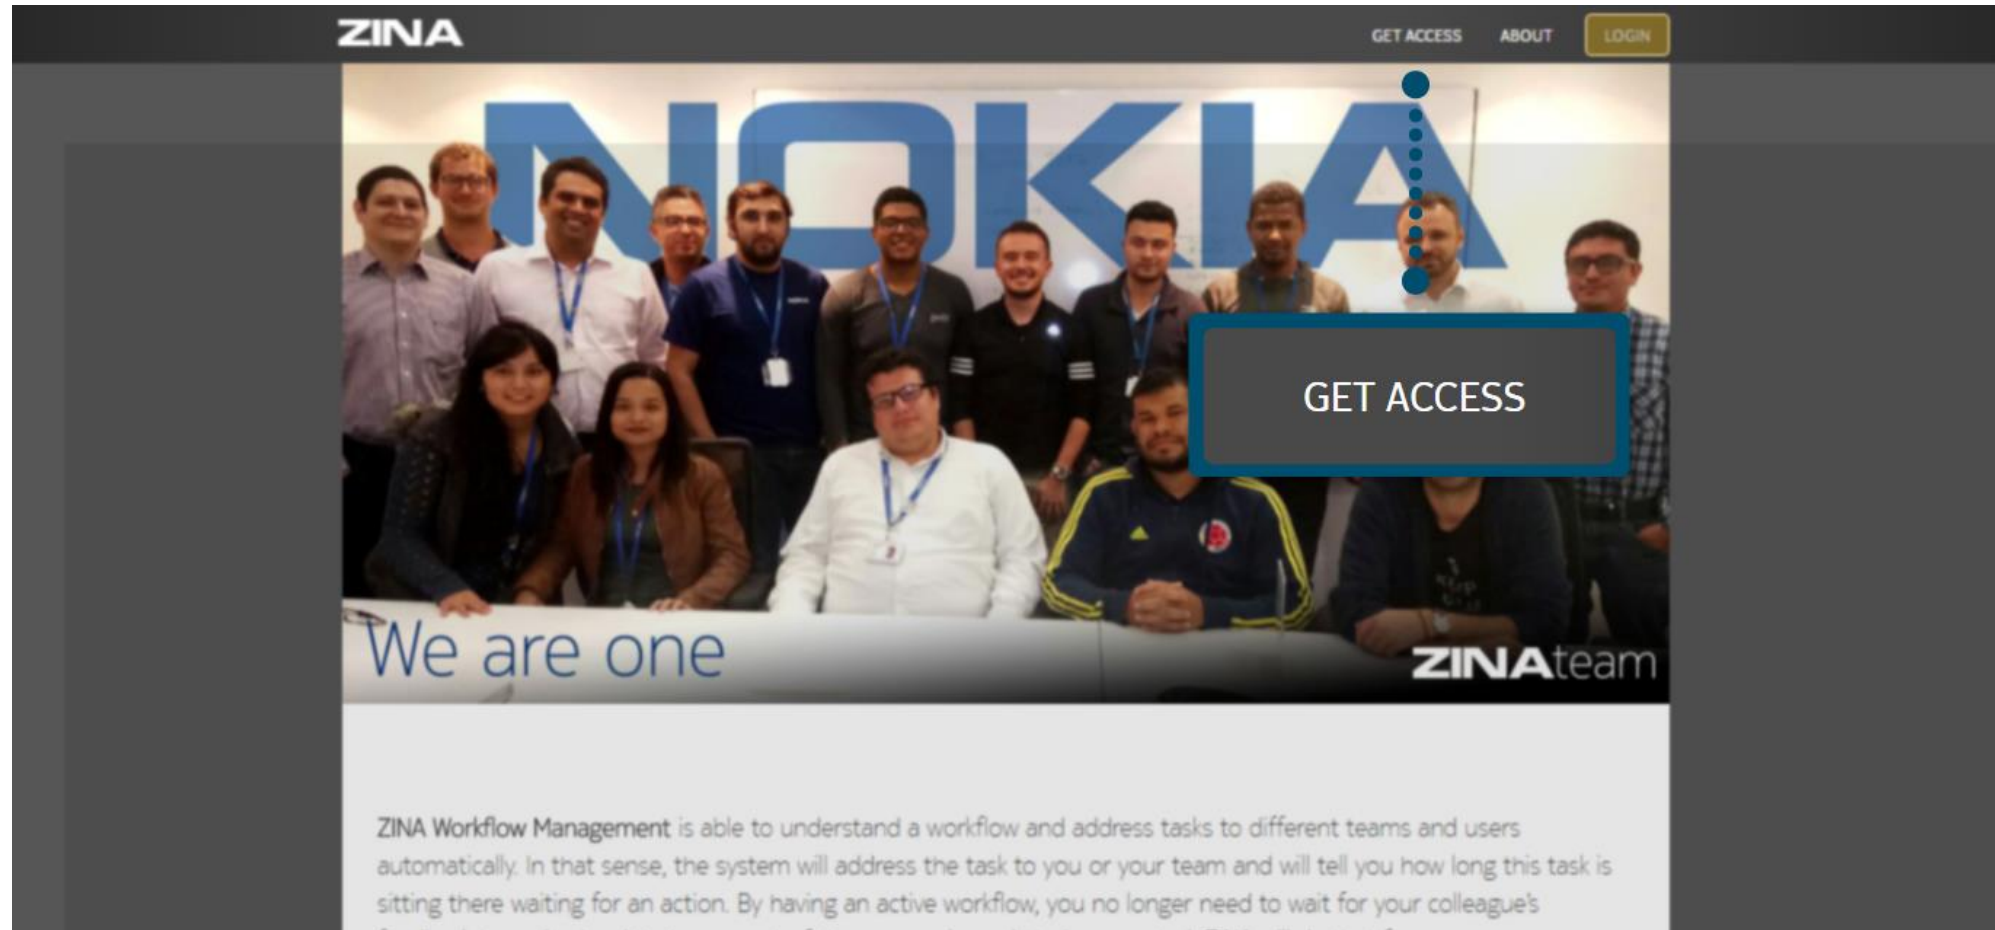 ZINA
GET ACCESS
ABOUT
LOGIN
NOKIA
GET ACCESS
We are one
ZINAteam
ZINA Workflow Management is able to understand a workflow and address tasks to different teams and users
automatically. In that sense, the system will address the task to you or your team and will tell you how long this task is
sitting there waiting for an action. By having an active workflow, you no longer need to wait for your colleague's